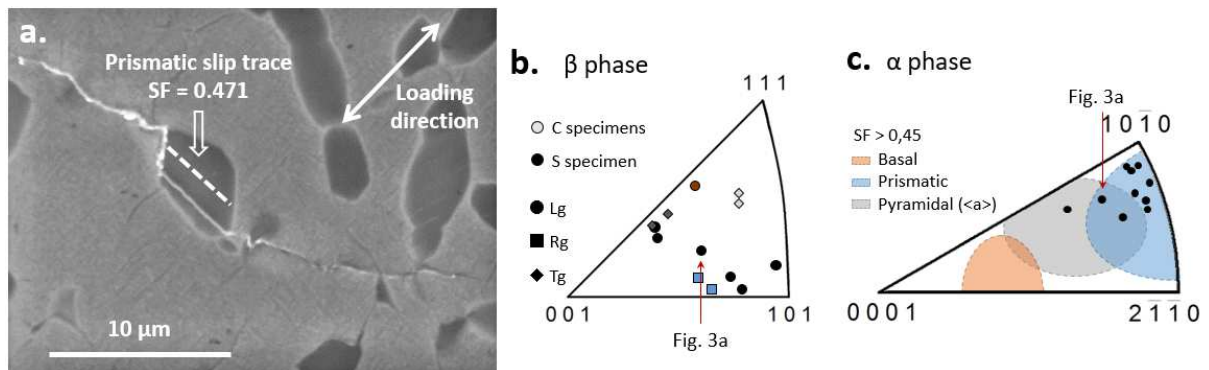 a.
Prismatic slip trace
SF = 0.471
Loading
direction
10 µm
b. β phase
1 1 1
C specimens
S specimen
Lg
Rg
Tg
0 0 1
1 0 1
Fig. 3a
c. α phase
Fig. 3a
1 0 1̅ 0
SF > 0,45
Basal
Prismatic
Pyramidal (<a>)
0 0 0 1
2 1̅ 1̅ 0